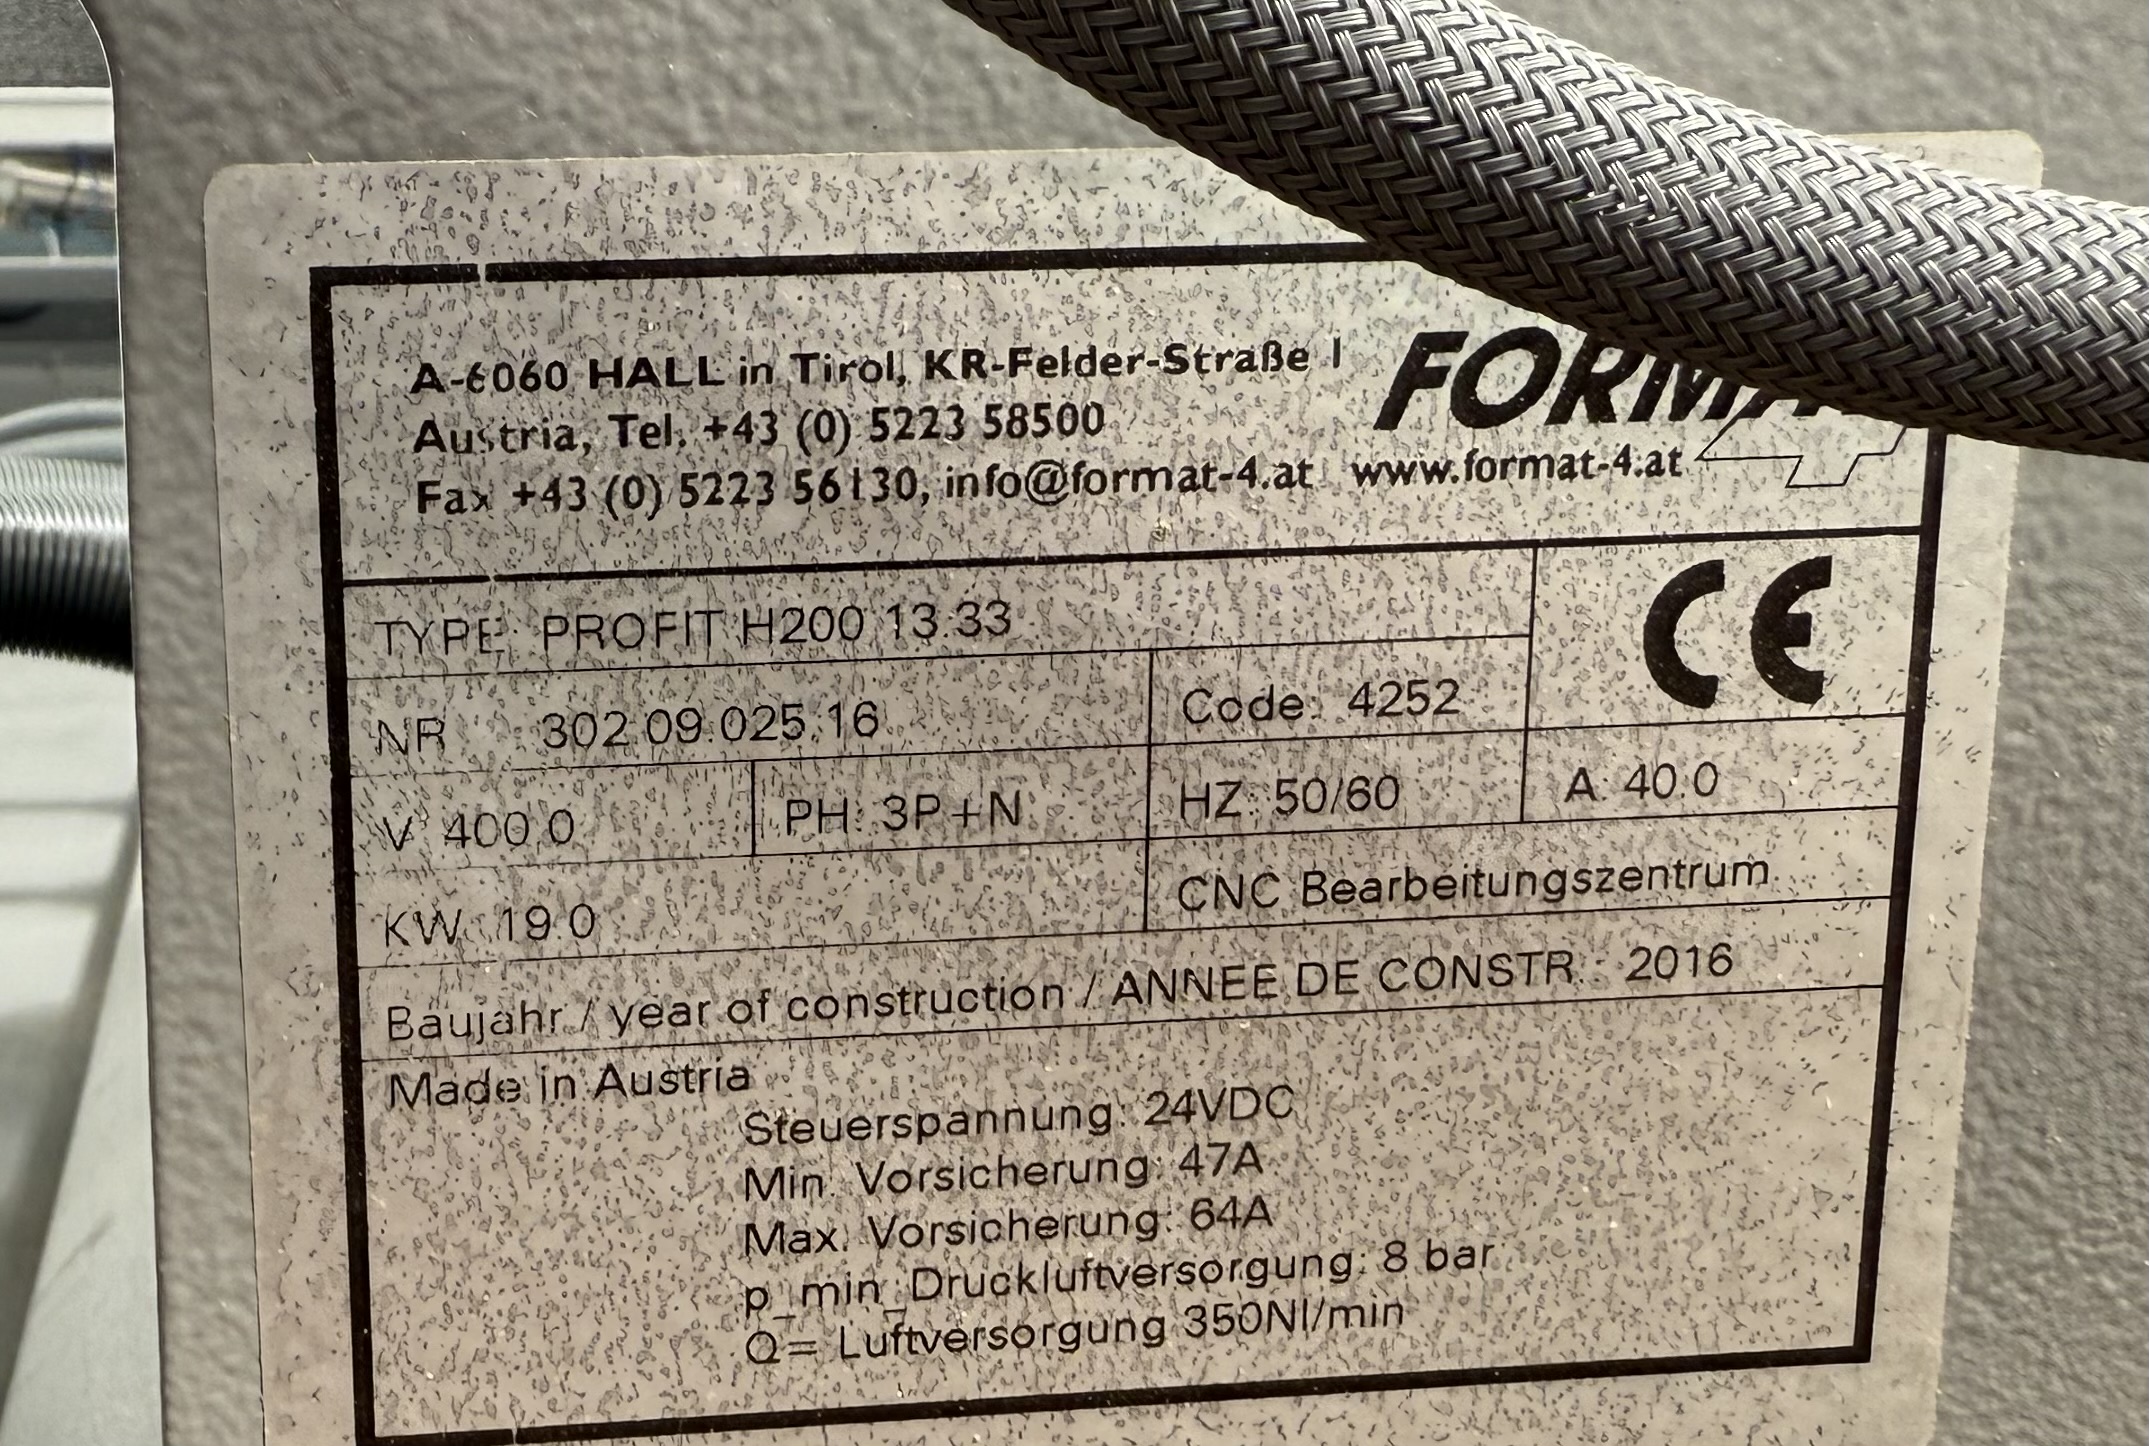 A-6060 HALL in Tirol, KR-Felder-Straße 1
Austria, Tel. +43 (0) 5223 58500
Fax +43 (0) 5223 56130, info@format-4.at www.format-4.at
FORMAT 4
CE
TYPE: PROFIT H200 13.33
NR 302.09.025.16 Code: 4252
V: 400.0 PH: 3P+N HZ: 50/60 A: 40.0
KW: 19.0 CNC Bearbeitungszentrum
Baujahr / year of construction / ANNEE DE CONSTR.: 2016
Made in Austria
Steuerspannung: 24VDC
Min. Vorsicherung: 47A
Max. Vorsicherung: 64A
p_min_Druckluftversorgung: 8 bar
Q= Luftversorgung 350Nl/min